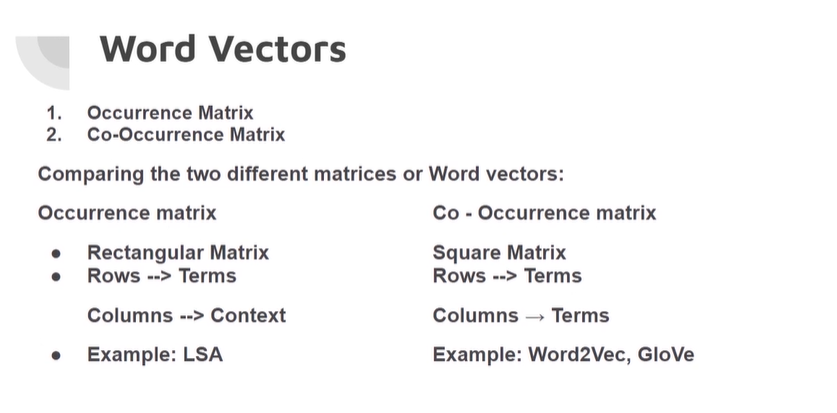 Word Vectors
1. Occurrence Matrix
2. Co-Occurrence Matrix
Comparing the two different matrices or Word vectors:
Occurrence matrix
● Rectangular Matrix
● Rows --> Terms
Columns --> Context
● Example: LSA
Co - Occurrence matrix
Square Matrix
Rows --> Terms
Columns → Terms
Example: Word2Vec, GloVe